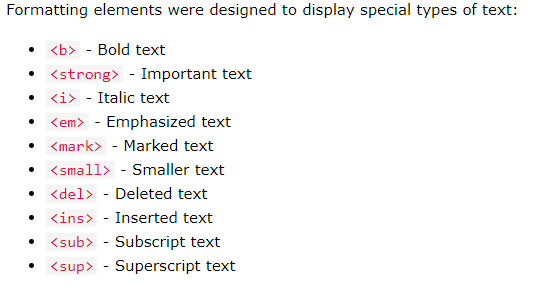 Formatting elements were designed to display special types of text:
• <b> - Bold text
• <strong> - Important text
• <i> - Italic text
• <em> - Emphasized text
• <mark> - Marked text
• <small> - Smaller text
• <del> - Deleted text
• <ins> - Inserted text
• <sub> - Subscript text
• <sup> - Superscript text